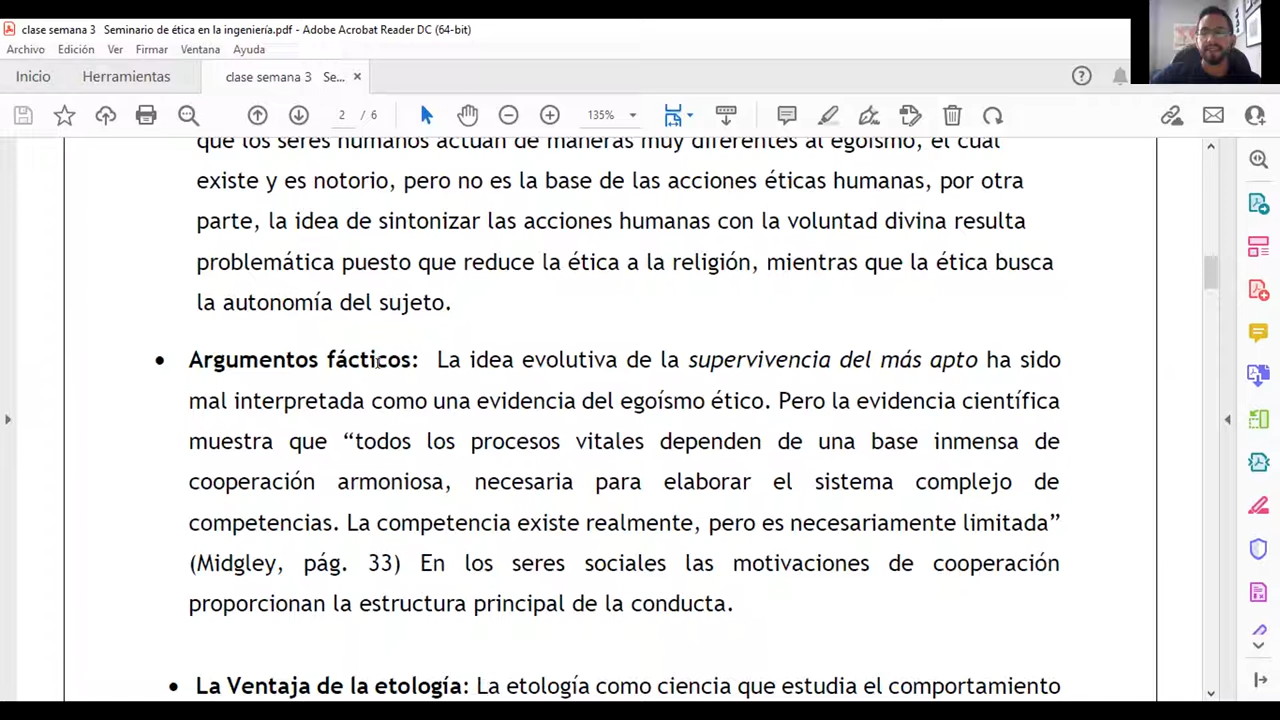 clase semana 3   Seminario de ética en la ingeniería.pdf - Adobe Acrobat Reader DC (64-bit)
Archivo Edición Ver Firmar Ventana Ayuda
Inicio Herramientas clase semana 3   Se... ×
2 / 6 135%
que los seres humanos actúan de maneras muy diferentes al egoísmo, el cual
existe y es notorio, pero no es la base de las acciones éticas humanas, por otra
parte, la idea de sintonizar las acciones humanas con la voluntad divina resulta
problemática puesto que reduce la ética a la religión, mientras que la ética busca
la autonomía del sujeto.
• Argumentos fácticos: La idea evolutiva de la supervivencia del más apto ha sido
mal interpretada como una evidencia del egoísmo ético. Pero la evidencia científica
muestra que “todos los procesos vitales dependen de una base inmensa de
cooperación armoniosa, necesaria para elaborar el sistema complejo de
competencias. La competencia existe realmente, pero es necesariamente limitada”
(Midgley, pág. 33) En los seres sociales las motivaciones de cooperación
proporcionan la estructura principal de la conducta.
• La Ventaja de la etología: La etología como ciencia que estudia el comportamiento